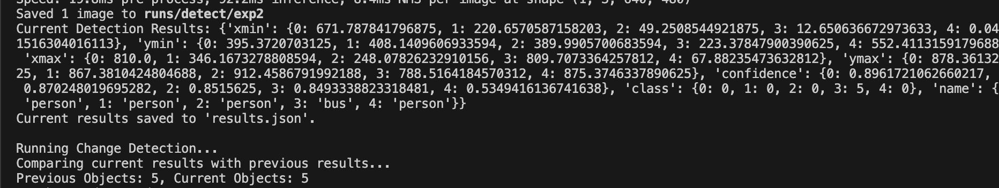 Speed: 19.8ms pre-process, 92.2ms inference, 8.4ms NMS per image at shape (1, 3, 640, 480)
Saved 1 image to runs/detect/exp2
Current Detection Results: {'xmin': {0: 671.787841796875, 1: 220.6570587158203, 2: 49.2508544921875, 3: 12.650636672973633, 4: 0.04
1516304016113}, 'ymin': {0: 395.3720703125, 1: 408.1409606933594, 2: 389.9905700683594, 3: 223.37847900390625, 4: 552.4113159179688
'xmax': {0: 810.0, 1: 346.1673278808594, 2: 248.07826232910156, 3: 809.7073364257812, 4: 67.88235473632812}, 'ymax': {0: 878.36132
25, 1: 867.3810424804688, 2: 912.4586791992188, 3: 788.5164184570312, 4: 875.3746337890625}, 'confidence': {0: 0.8961721062660217,
0.870248019695282, 2: 0.8515625, 3: 0.8493338823318481, 4: 0.5349416136741638}, 'class': {0: 0, 1: 0, 2: 0, 3: 5, 4: 0}, 'name': {
'person', 1: 'person', 2: 'person', 3: 'bus', 4: 'person'}}
Current results saved to 'results.json'.
Running Change Detection...
Comparing current results with previous results...
Previous Objects: 5, Current Objects: 5